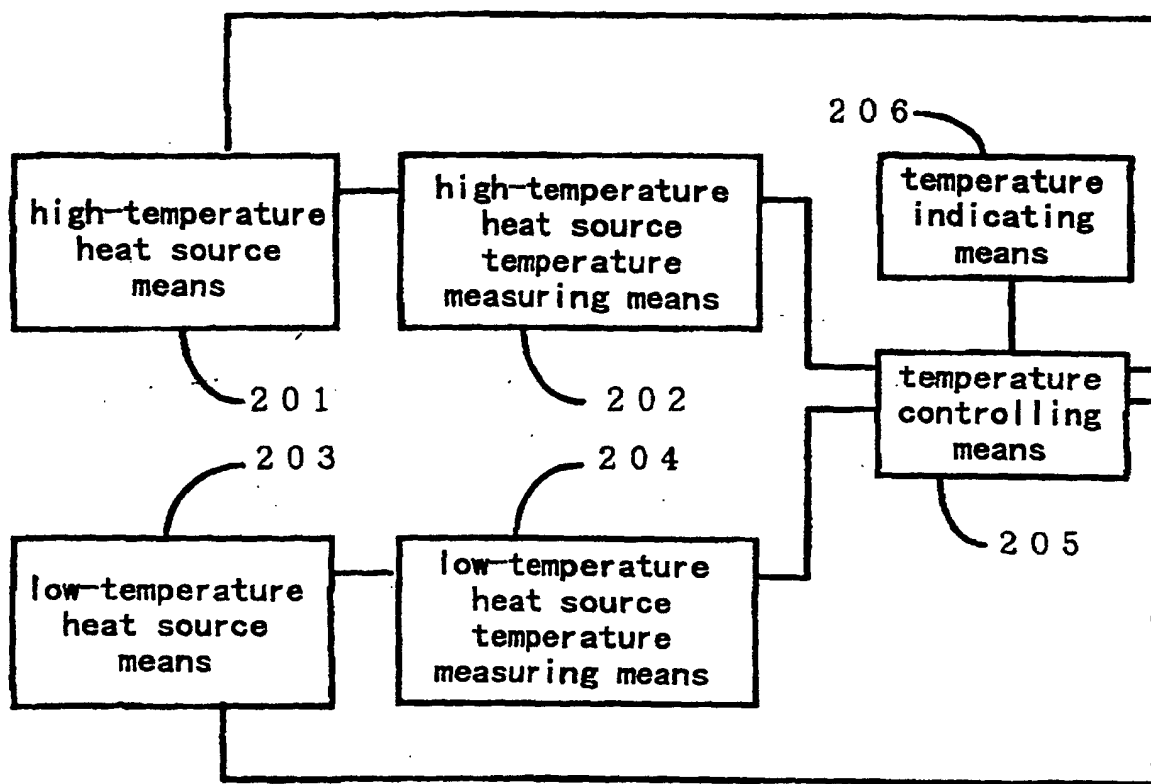 206
high-temperature
heat source
means
high-temperature
heat source
temperature
measuring means
temperature
indicating
means
201
202
temperature
controlling
means
203
204
205
low-temperature
heat source
means
low-temperature
heat source
temperature
measuring means